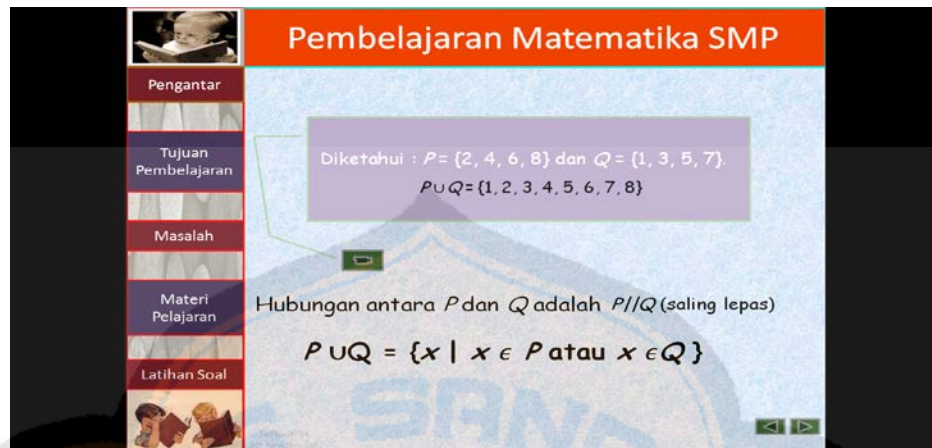 Pembelajaran Matematika SMP
Pengantar
Tujuan
Pembelajaran
Masalah
Materi
Pelajaran
Latihan Soal
Diketahui : P = {2, 4, 6, 8} dan Q = {1, 3, 5, 7}.
P∪Q = {1, 2, 3, 4, 5, 6, 7, 8}
Hubungan antara P dan Q adalah P//Q (saling lepas)
P ∪Q = {x | x ϵ P atau x ϵ Q }